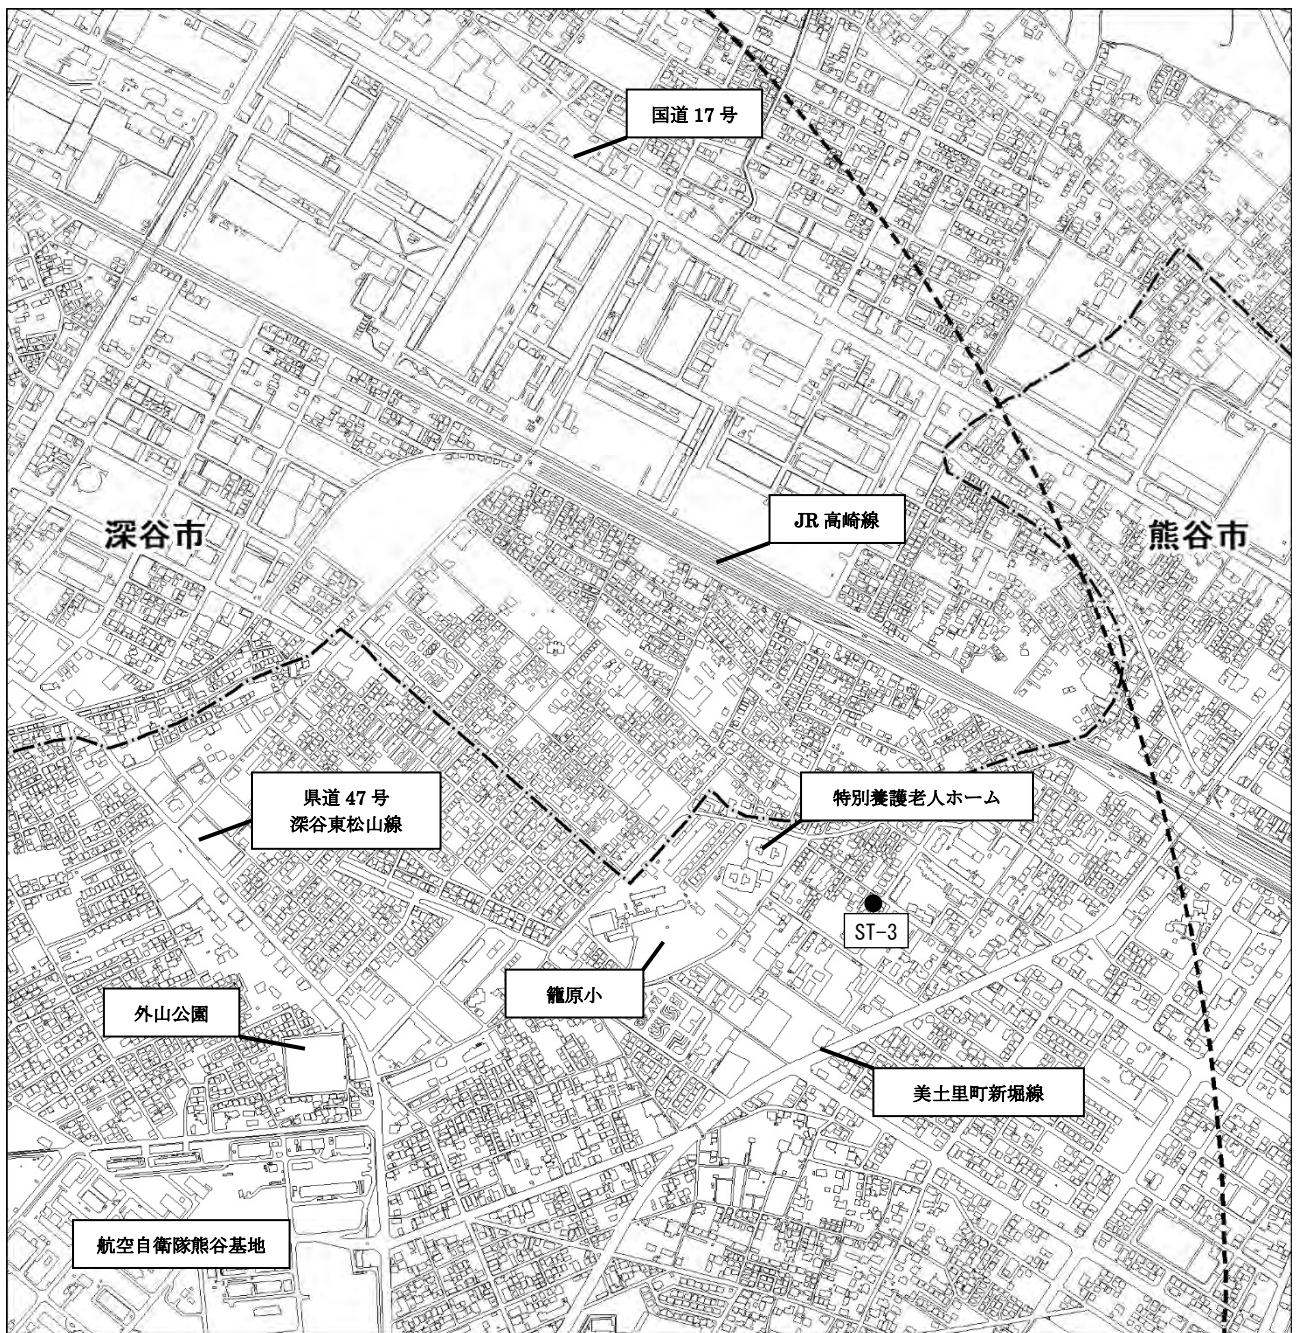 国道 17 号
JR 高崎線
深谷市
熊谷市
県道 47 号
深谷東松山線
特別養護老人ホーム
ST-3
籠原小
外山公園
美土里町新堀線
航空自衛隊熊谷基地